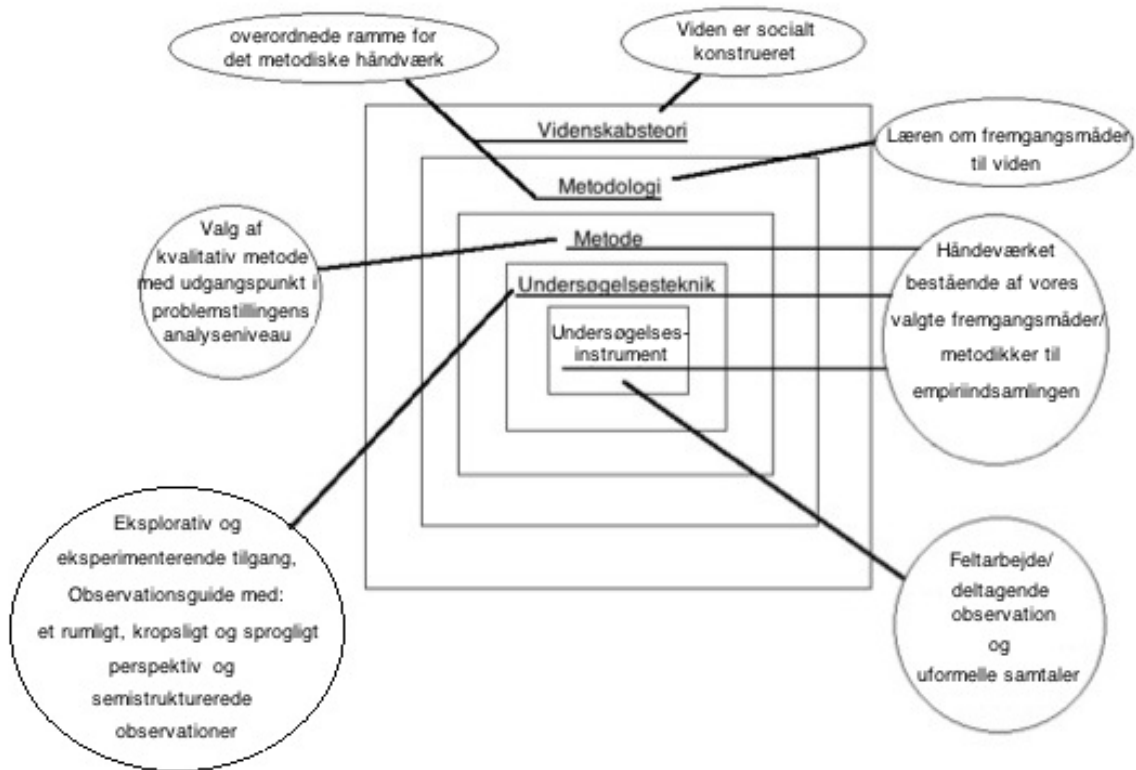 overordnede ramme for
det metodiske håndværk
Viden er socialt
konstrueret
Videnskabsteori
Læren om fremgangsmåder
til viden
Metodologi
Valg af
kvalitativ metode
med udgangspunkt i
problemstillingens
analyseniveau
Metode
Håndeværket
bestående af vores
valgte fremgangsmåder/
metodikker til
empiriindsamlingen
Undersøgelsesteknik
Undersøgelses-
instrument
Eksplorativ og
eksperimenterende tilgang,
Observationsguide med:
et rumligt, kropsligt og sprogligt
perspektiv og
semistrukturerede
observationer
Feltarbejde/
deltagende
observation
og
uformelle samtaler